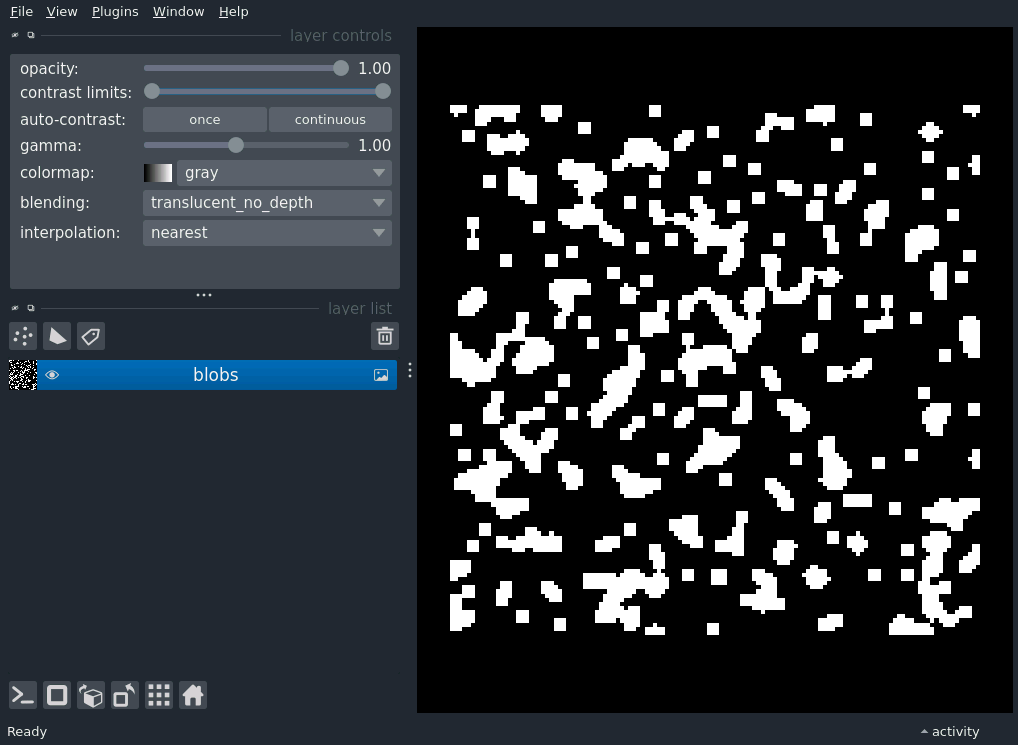 File View Plugins Window Help
layer controls
opacity: 1.00
contrast limits:
auto-contrast: once continuous
gamma: 1.00
colormap: gray
blending: translucent_no_depth
interpolation: nearest
layer list
blobs
Ready activity